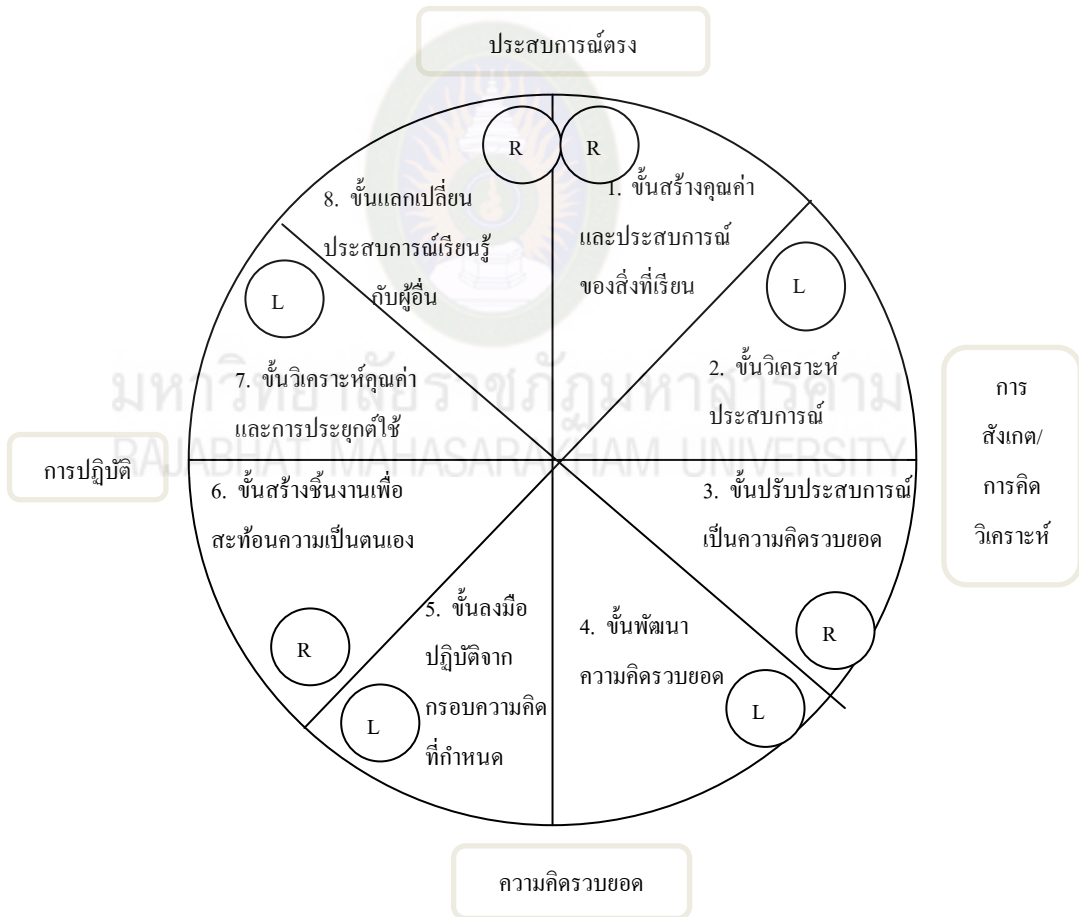 ประสบการณ์ตรง
R
R
1. ขั้นสร้างคุณค่า
และประสบการณ์
ของสิ่งที่เรียน
L
2. ขั้นวิเคราะห์
ประสบการณ์
การ
สังเกต/
การคิด
วิเคราะห์
3. ขั้นปรับประสบการณ์
เป็นความคิดรวบยอด
R
4. ขั้นพัฒนา
ความคิดรวบยอด
L
ความคิดรวบยอด
5. ขั้นลงมือ
ปฏิบัติจาก
กรอบความคิด
ที่กำหนด
L
6. ขั้นสร้างชิ้นงานเพื่อ
สะท้อนความเป็นตนเอง
R
การปฏิบัติ
7. ขั้นวิเคราะห์คุณค่า
และการประยุกต์ใช้
L
8. ขั้นแลกเปลี่ยน
ประสบการณ์เรียนรู้
กับผู้อื่น
มหาวิทยาลัยราชภัฏมหาสารคาม
RAJABHAT MAHASARAKHAM UNIVERSITY